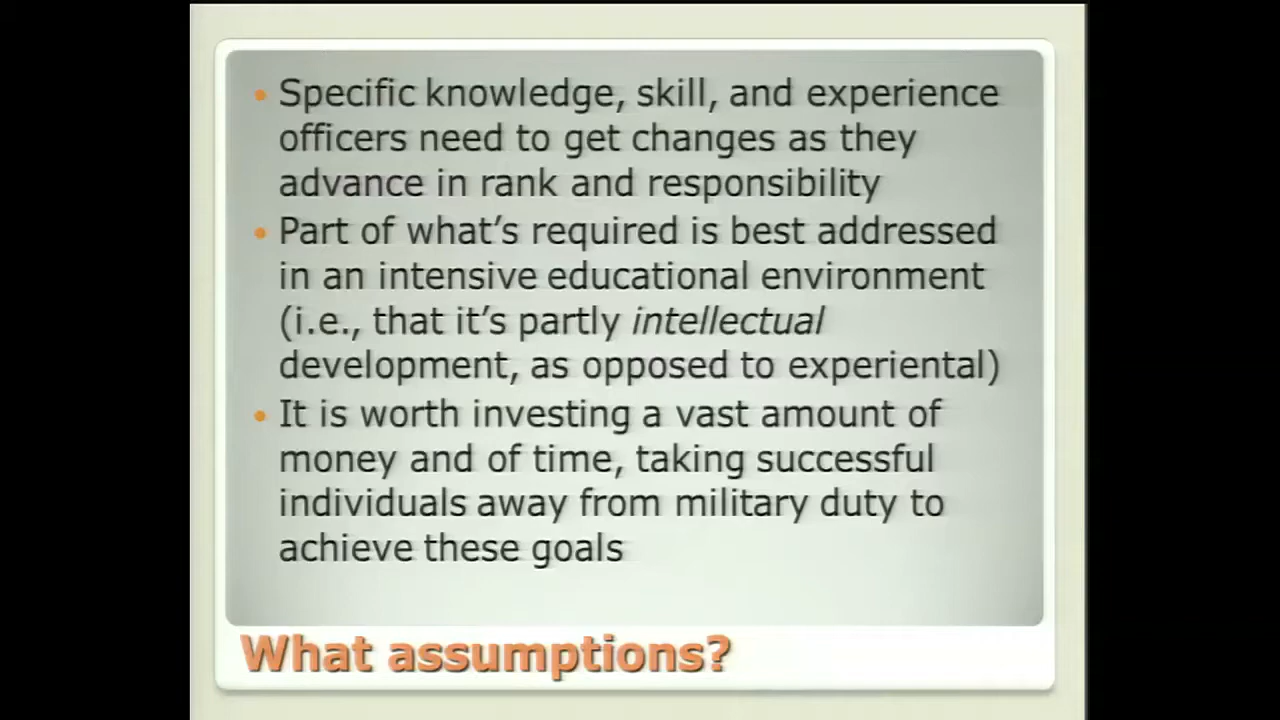 • Specific knowledge, skill, and experience
officers need to get changes as they
advance in rank and responsibility
• Part of what's required is best addressed
in an intensive educational environment
(i.e., that it's partly intellectual
development, as opposed to experiental)
• It is worth investing a vast amount of
money and of time, taking successful
individuals away from military duty to
achieve these goals
What assumptions?